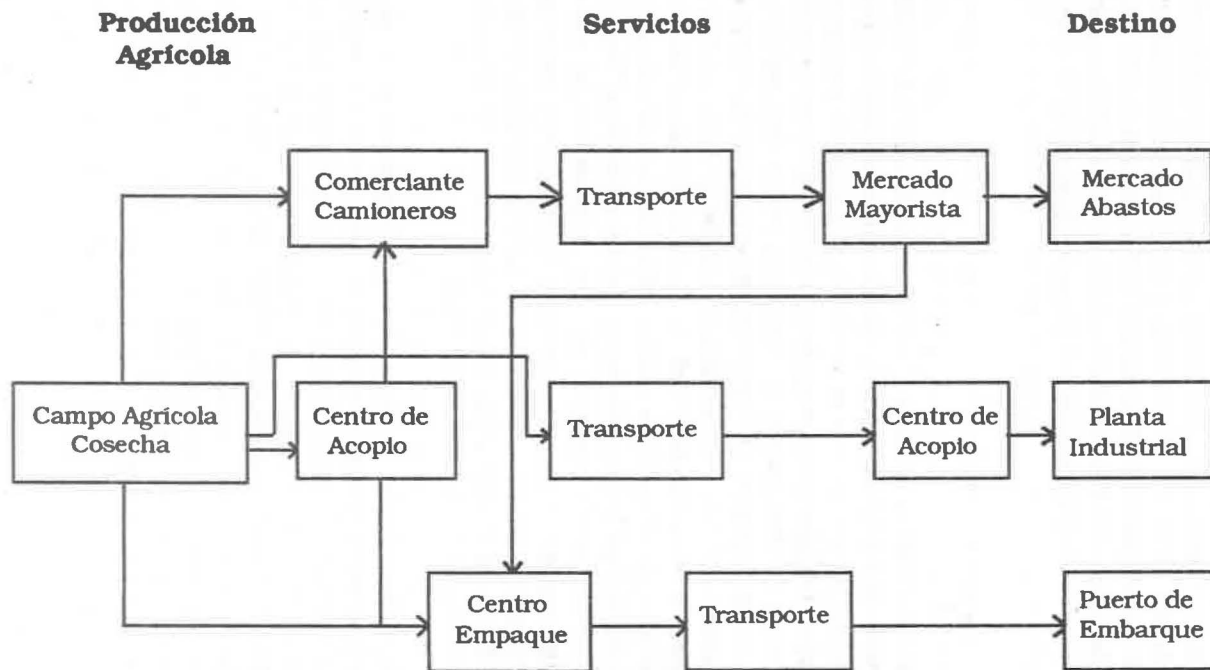 Producción
Agrícola
Servicios
Destino
Comerciante
Camioneros
Transporte
Mercado
Mayorista
Mercado
Abastos
Campo Agrícola
Cosecha
Centro de
Acopio
Transporte
Centro de
Acopio
Planta
Industrial
Centro
Empaque
Transporte
Puerto de
Embarque